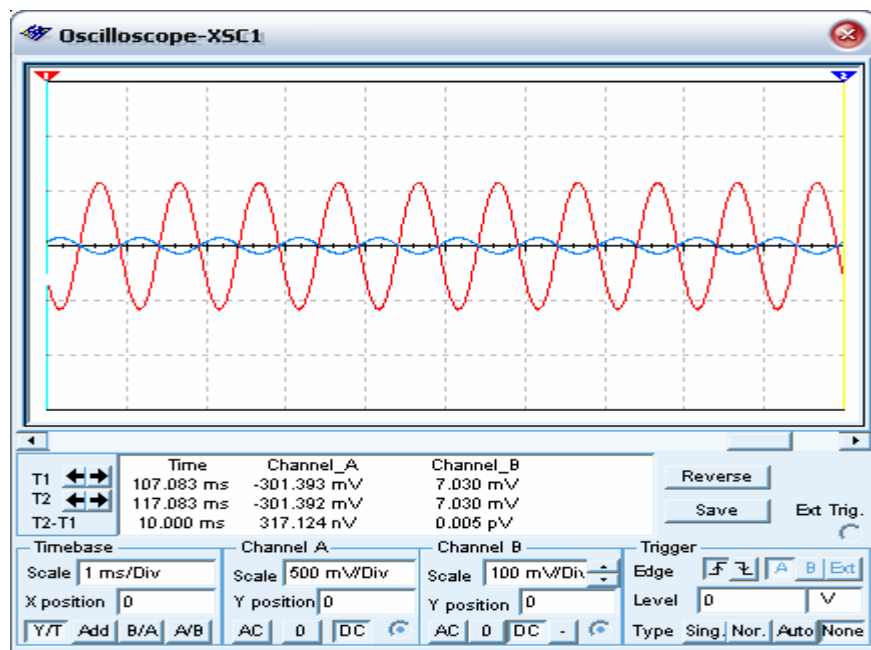 Oscilloscope-XSC1
1
2
Time Channel_A Channel_B
T1 107.083 ms -301.393 mV 7.030 mV
T2 117.083 ms -301.392 mV 7.030 mV
T2-T1 10.000 ms 317.124 nV 0.005 pV
Reverse
Save
Ext Trig.
Timebase
Scale 1 ms/Div
X position 0
Y/T Add B/A A/B
Channel A
Scale 500 mV/Div
Y position 0
AC 0 DC
Channel B
Scale 100 mV/Div
Y position 0
AC 0 DC -
Trigger
Edge A B Ext
Level 0 V
Type Sing. Nor. Auto None